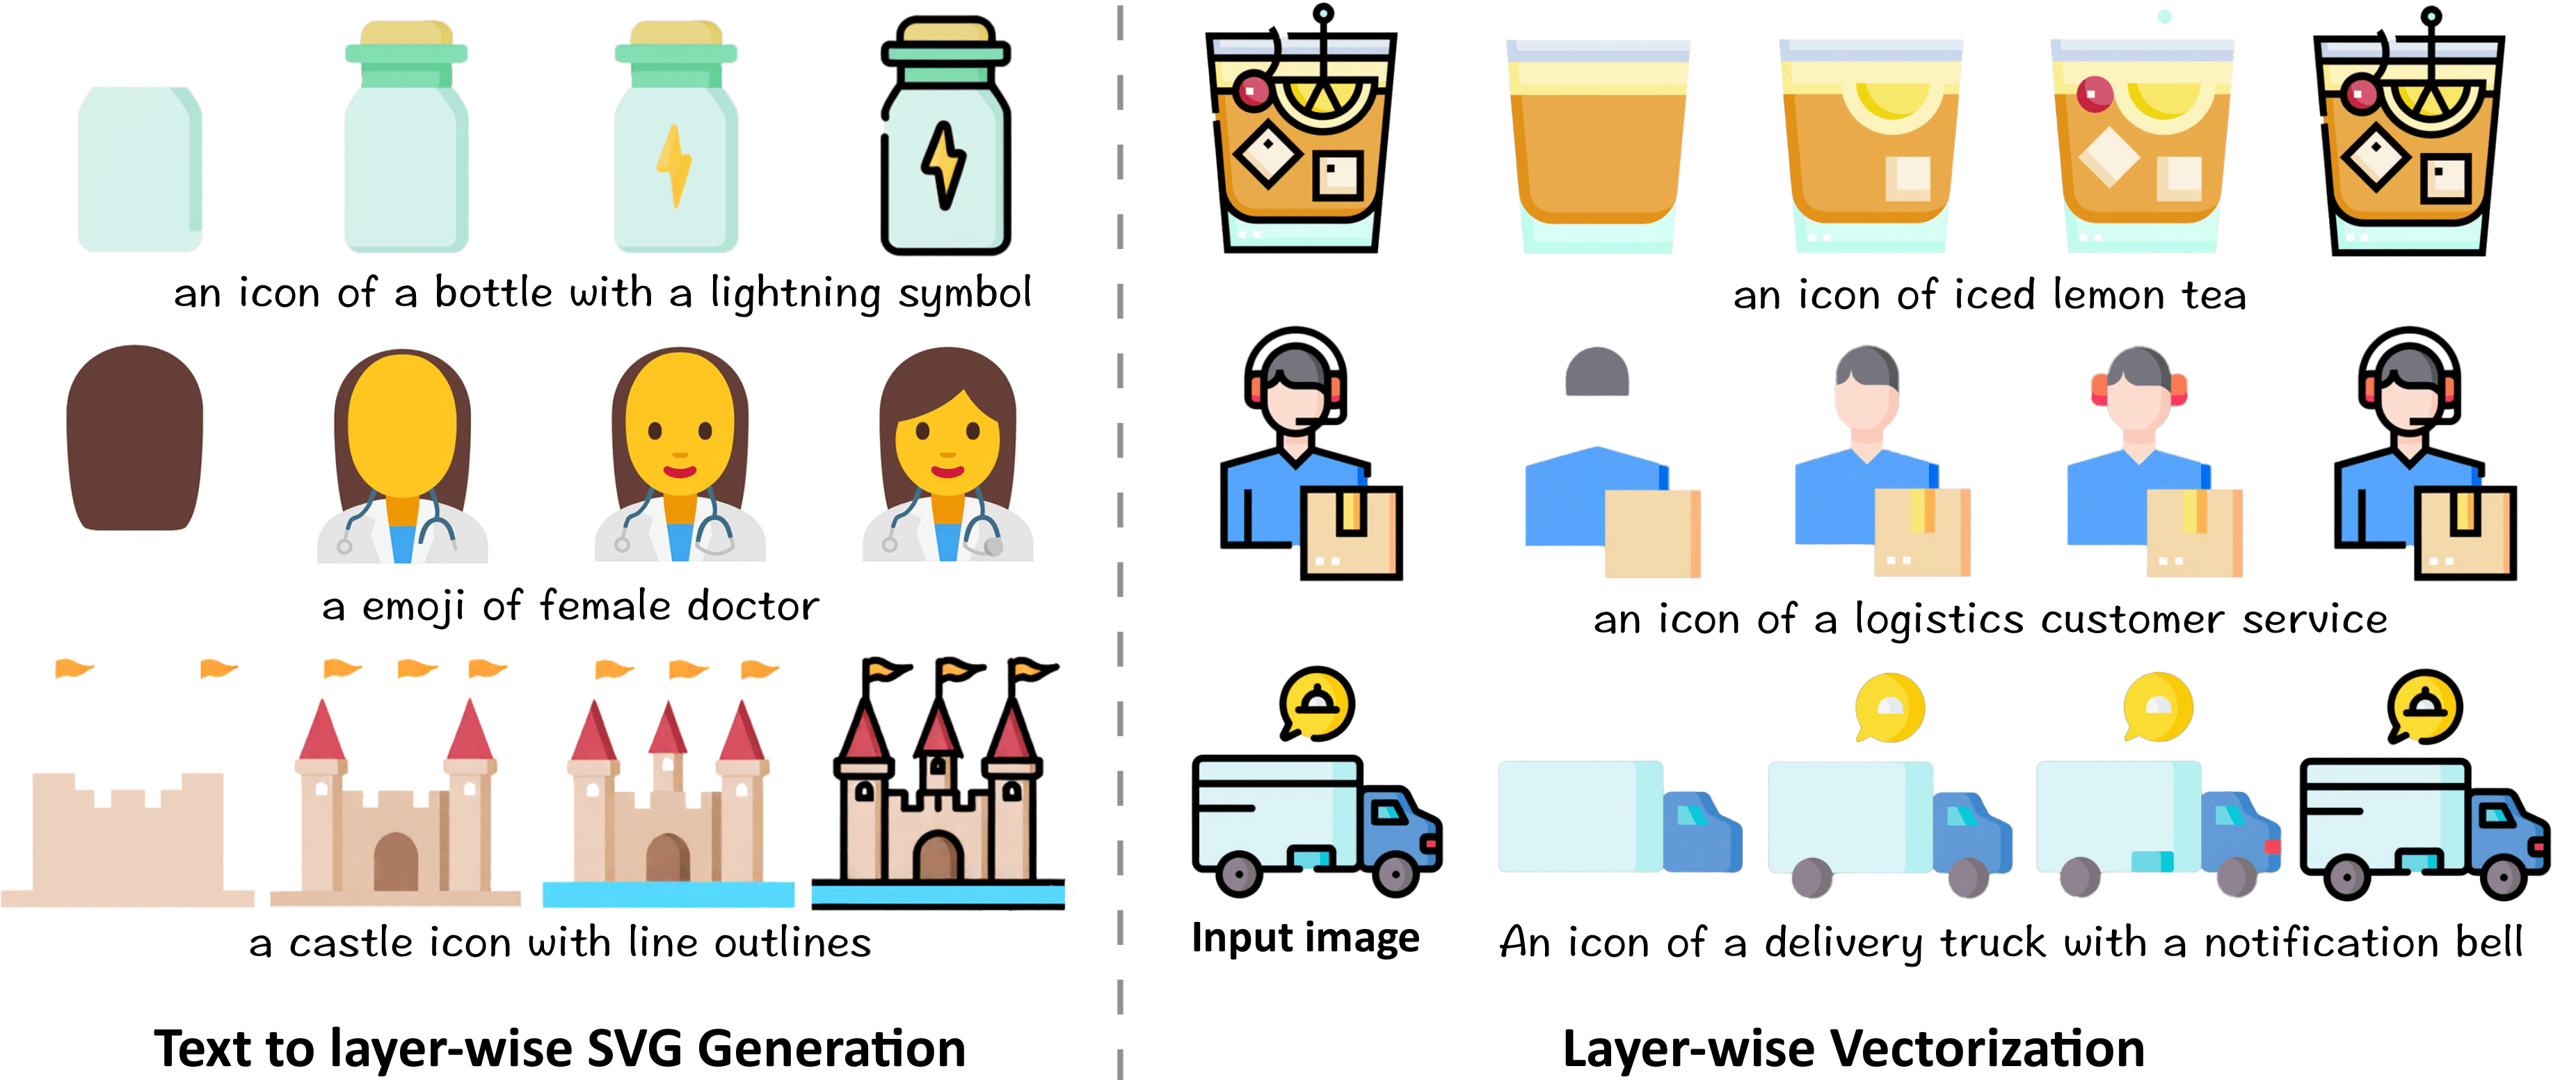 an icon of a bottle with a lightning symbol
a emoji of female doctor
a castle icon with line outlines
Text to layer-wise SVG Generation
an icon of iced lemon tea
an icon of a logistics customer service
Input image
An icon of a delivery truck with a notification bell
Layer-wise Vectorization